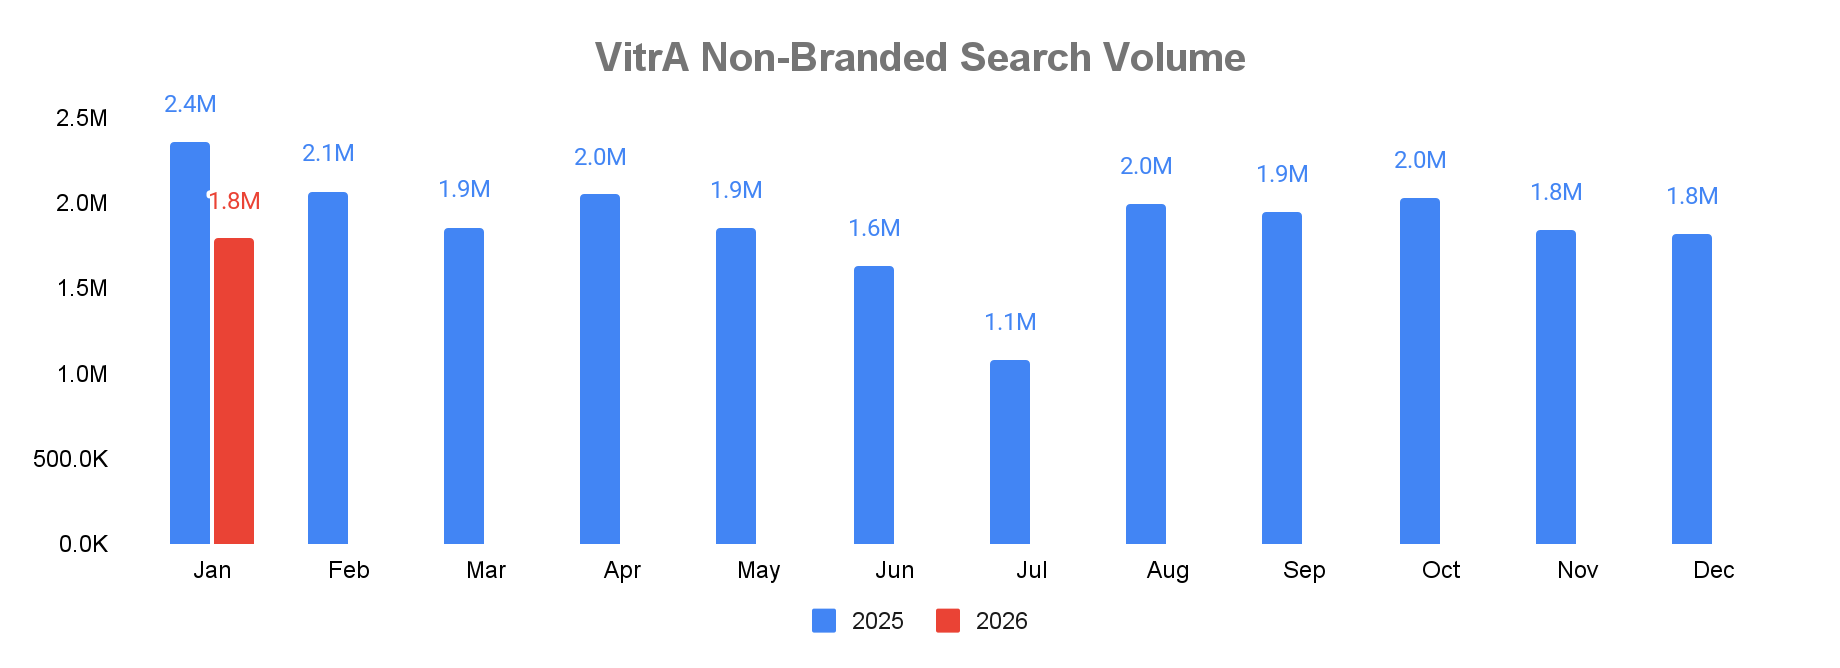 VitrA Non-Branded Search Volume
2.5M
2.0M
1.5M
1.0M
500.0K
0.0K
2.4M
1.8M
2.1M
1.9M
2.0M
1.9M
1.6M
1.1M
2.0M
1.9M
2.0M
1.8M
1.8M
Jan Feb Mar Apr May Jun Jul Aug Sep Oct Nov Dec
2025 2026